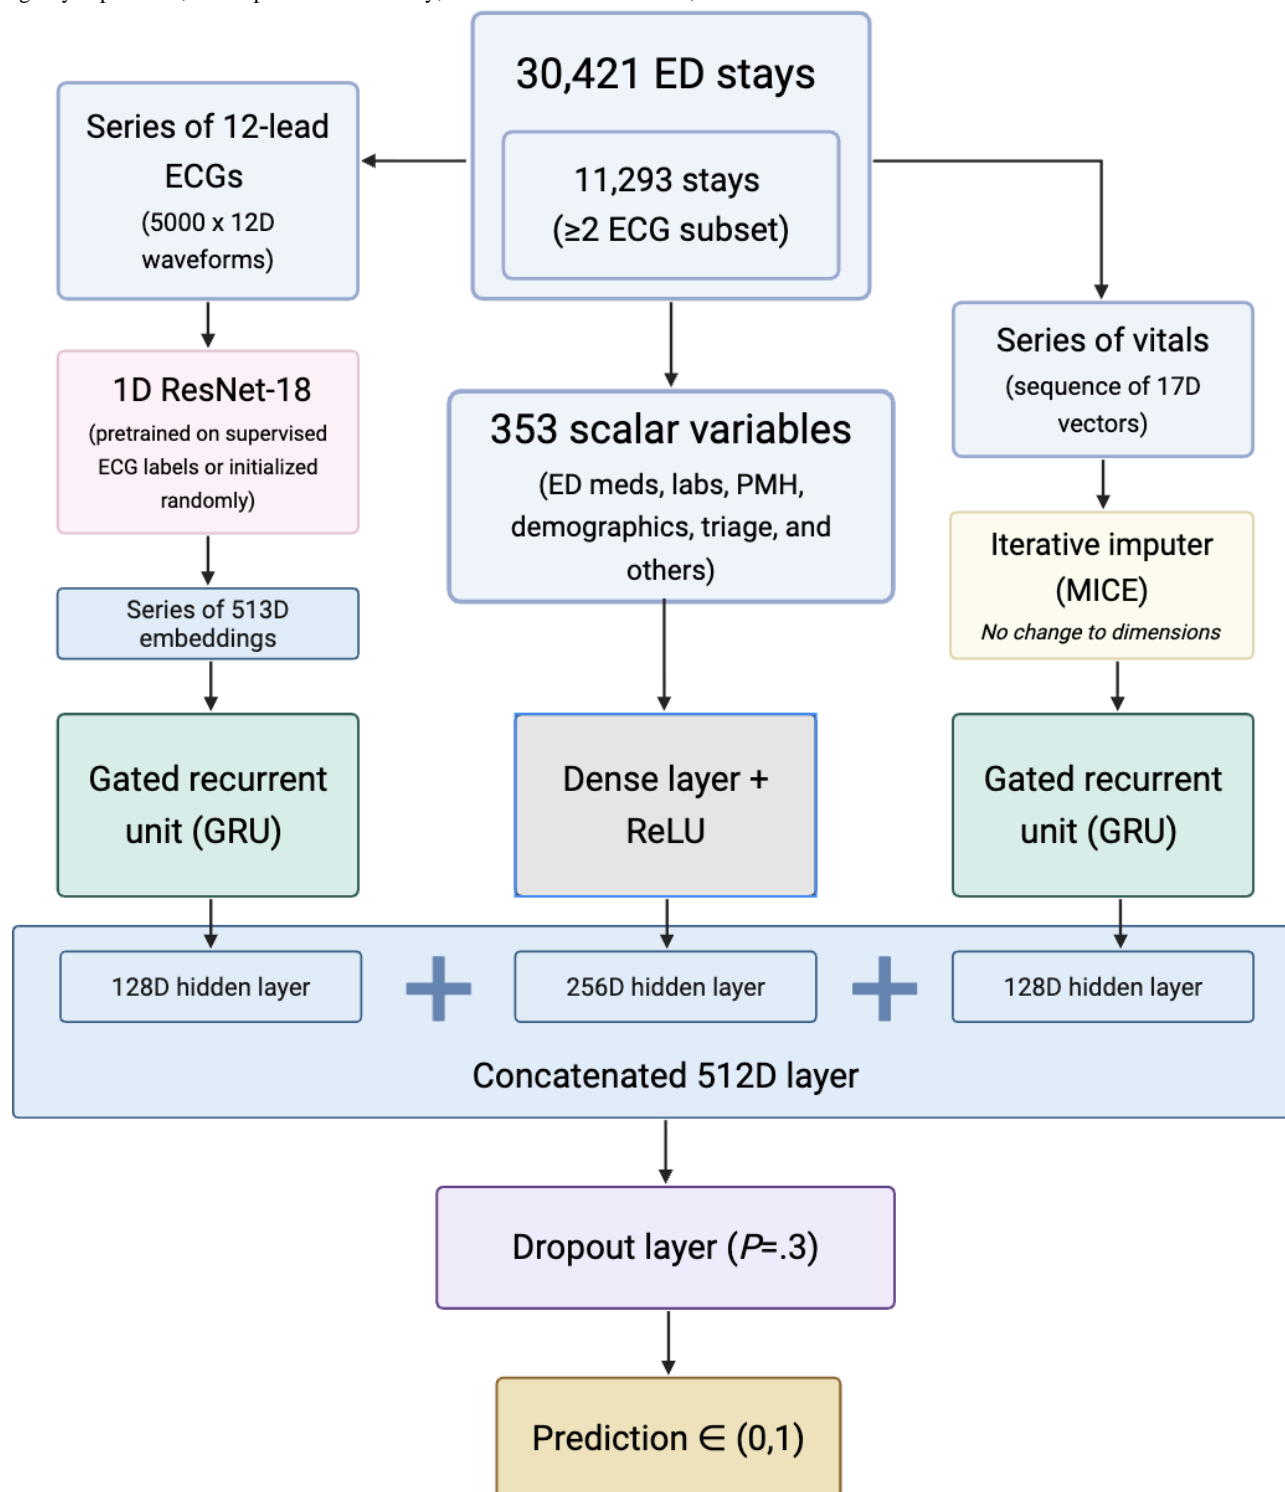 30,421 ED stays
11,293 stays
(≥2 ECG subset)
Series of 12-lead
ECGs
(5000 x 12D
waveforms)
1D ResNet-18
(pretrained on supervised
ECG labels or initialized
randomly)
Series of 513D
embeddings
Gated recurrent
unit (GRU)
353 scalar variables
(ED meds, labs, PMH,
demographics, triage, and
others)
Dense layer +
ReLU
Series of vitals
(sequence of 17D
vectors)
Iterative imputer
(MICE)
No change to dimensions
Gated recurrent
unit (GRU)
128D hidden layer
+
256D hidden layer
+
128D hidden layer
Concatenated 512D layer
Dropout layer (P=.3)
Prediction ∈ (0,1)